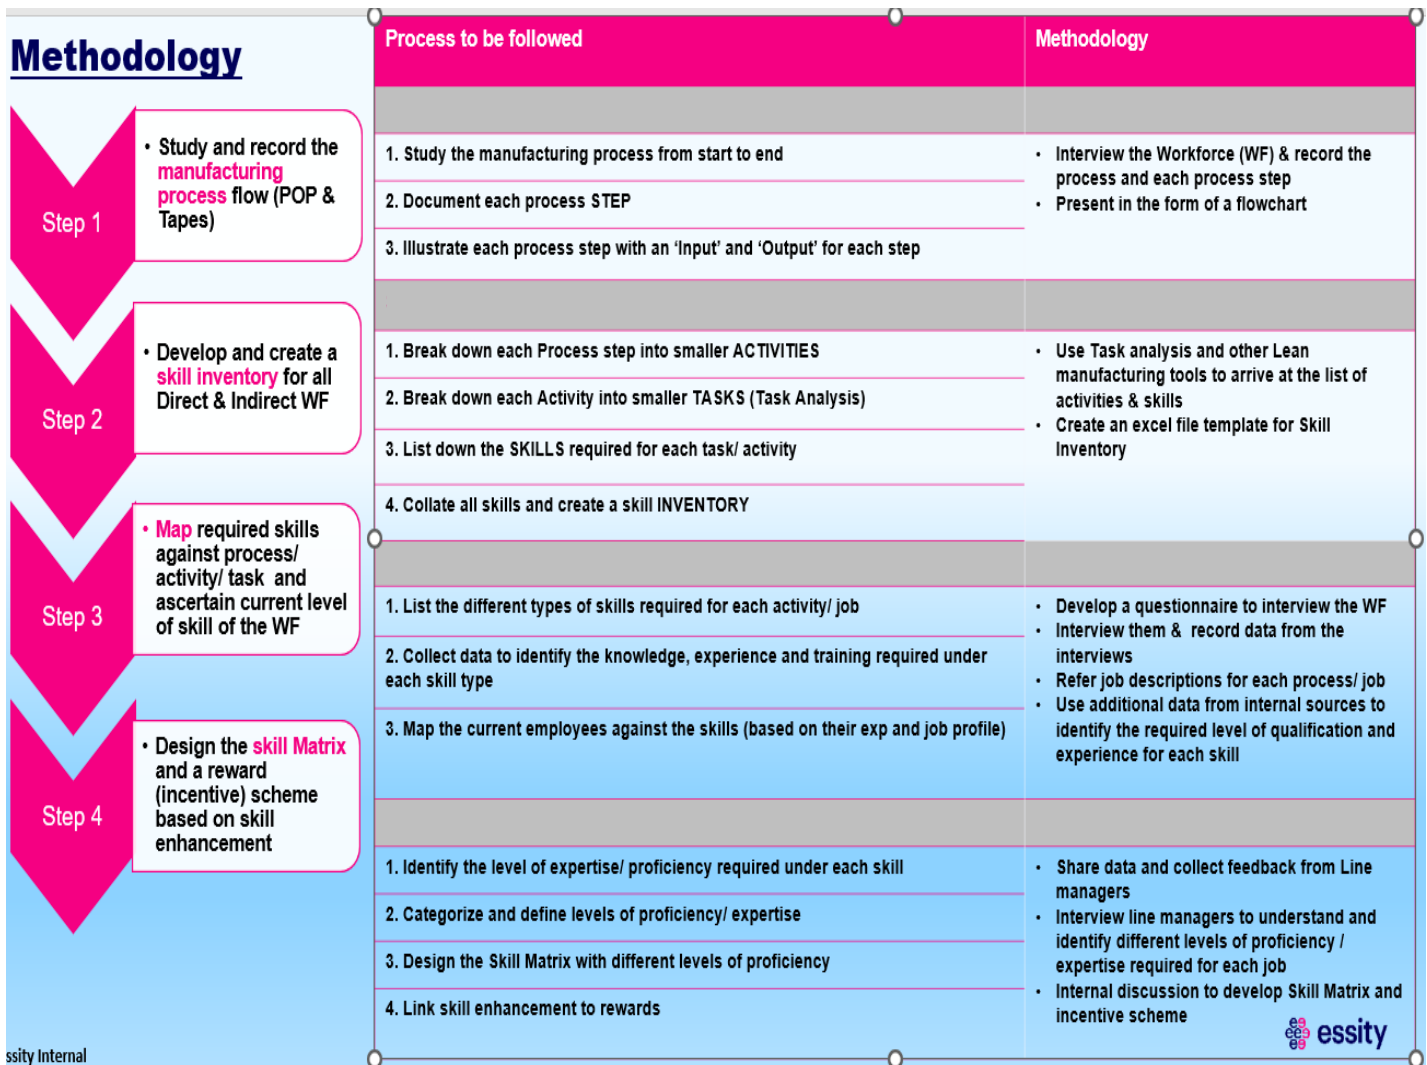 Methodology
Step 1
• Study and record the
manufacturing
process flow (POP &
Tapes)
Step 2
• Develop and create a
skill inventory for all
Direct & Indirect WF
Step 3
• Map required skills
against process/
activity/ task and
ascertain current level
of skill of the WF
Step 4
• Design the skill Matrix
and a reward
(incentive) scheme
based on skill
enhancement
ssity Internal
Process to be followed
Methodology
1. Study the manufacturing process from start to end
2. Document each process STEP
3. Illustrate each process step with an ‘Input’ and ‘Output’ for each step
• Interview the Workforce (WF) & record the
process and each process step
• Present in the form of a flowchart
1. Break down each Process step into smaller ACTIVITIES
2. Break down each Activity into smaller TASKS (Task Analysis)
3. List down the SKILLS required for each task/ activity
4. Collate all skills and create a skill INVENTORY
• Use Task analysis and other Lean
manufacturing tools to arrive at the list of
activities & skills
• Create an excel file template for Skill
Inventory
1. List the different types of skills required for each activity/ job
2. Collect data to identify the knowledge, experience and training required under
each skill type
3. Map the current employees against the skills (based on their exp and job profile)
• Develop a questionnaire to interview the WF
• Interview them & record data from the
interviews
• Refer job descriptions for each process/ job
• Use additional data from internal sources to
identify the required level of qualification and
experience for each skill
1. Identify the level of expertise/ proficiency required under each skill
2. Categorize and define levels of proficiency/ expertise
3. Design the Skill Matrix with different levels of proficiency
4. Link skill enhancement to rewards
• Share data and collect feedback from Line
managers
• Interview line managers to understand and
identify different levels of proficiency /
expertise required for each job
• Internal discussion to develop Skill Matrix and
incentive scheme
essity